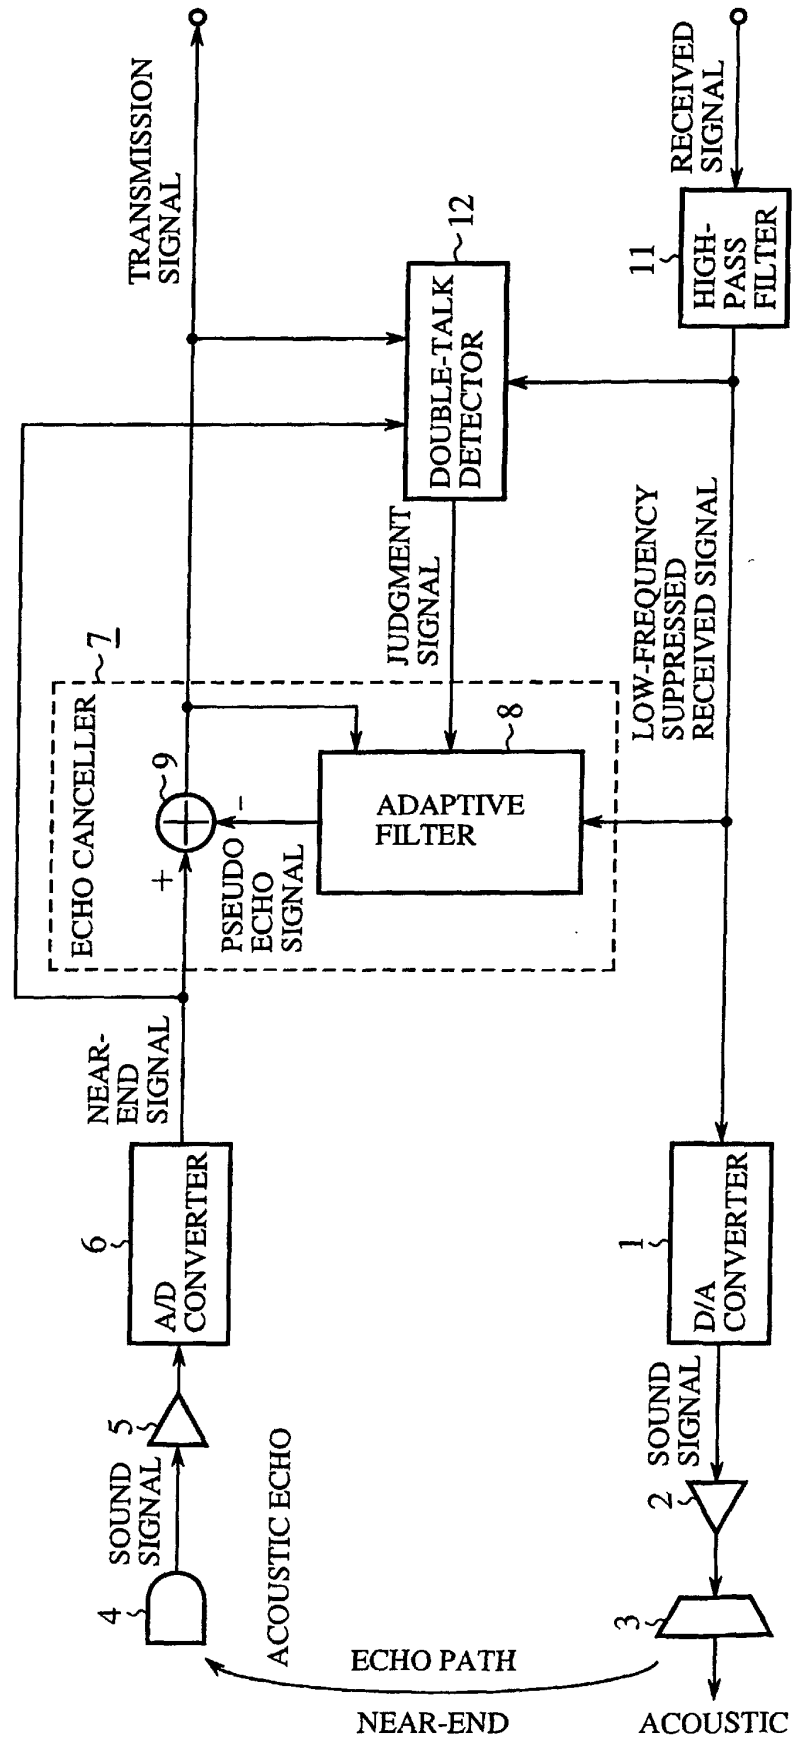 TRANSMISSION
SIGNAL
RECEIVED
SIGNAL
12
11
HIGH-
PASS
FILTER
DOUBLE-TALK
DETECTOR
JUDGMENT
SIGNAL
LOW-FREQUENCY
SUPPRESSED
RECEIVED SIGNAL
7
ECHO CANCELLER
9
+
-
PSEUDO
ECHO
SIGNAL
8
ADAPTIVE
FILTER
NEAR-
END
SIGNAL
6
A/D
CONVERTER
1
D/A
CONVERTER
5
SOUND
SIGNAL
4
ACOUSTIC ECHO
SOUND
SIGNAL
2
3
ECHO PATH
NEAR-END
ACOUSTIC